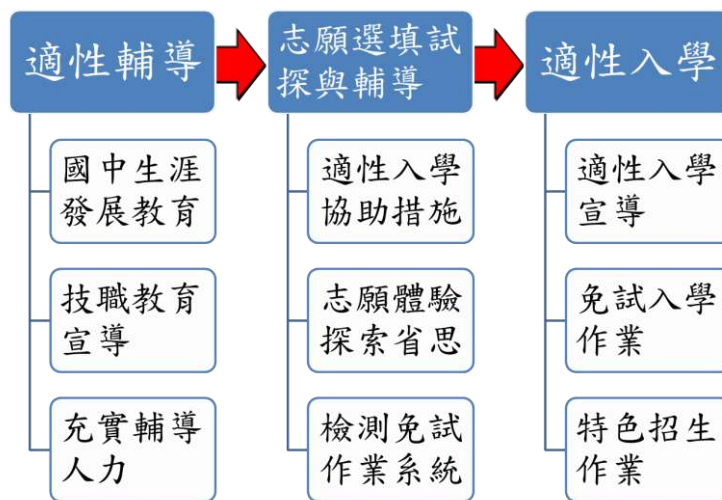 適性輔導
國中生涯
發展教育
技職教育
宣導
充實輔導
人力
志願選填試
探與輔導
適性入學
協助措施
志願體驗
探索省思
檢測免試
作業系統
適性入學
適性入學
宣導
免試入學
作業
特色招生
作業